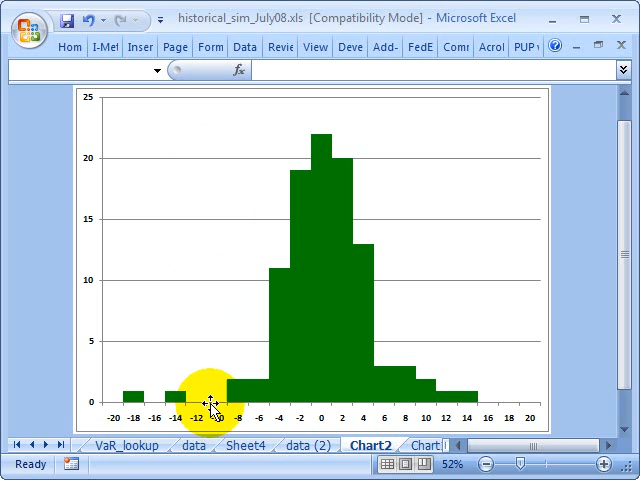 historical_sim_July08.xls [Compatibility Mode] - Microsoft Excel
Hom I-Met Inser Page Form Data Revie View Deve Add- FedE Comr Acrol PUP v
fx
25
20
15
10
5
0
-20 -18 -16 -14 -12 -10 -8 -6 -4 -2 0 2 4 6 8 10 12 14 16 18 20
VaR_lookup data Sheet4 data (2) Chart2 Chart
Ready 52%